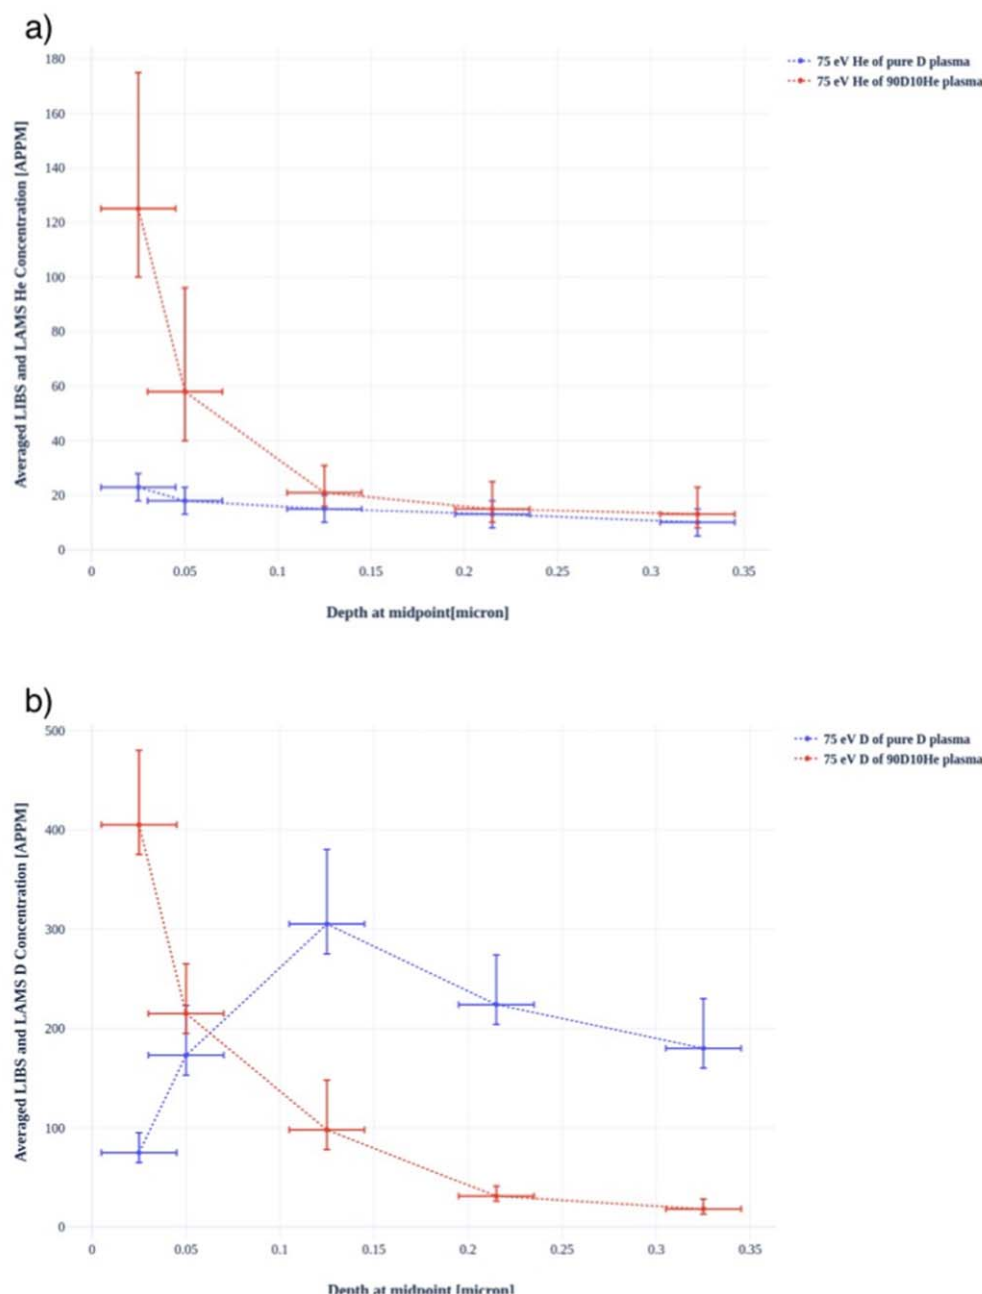 a)
180
160
140
120
100
80
60
40
20
0
Averaged LIBS and LAMS He Concentration [APPM]
0 0.05 0.1 0.15 0.2 0.25 0.3 0.35
Depth at midpoint[micron]
75 eV He of pure D plasma
75 eV He of 90D10He plasma
b)
500
400
300
200
100
0
Averaged LIBS and LAMS D Concentration [APPM]
0 0.05 0.1 0.15 0.2 0.25 0.3 0.35
Depth at midpoint [micron]
75 eV D of pure D plasma
75 eV D of 90D10He plasma